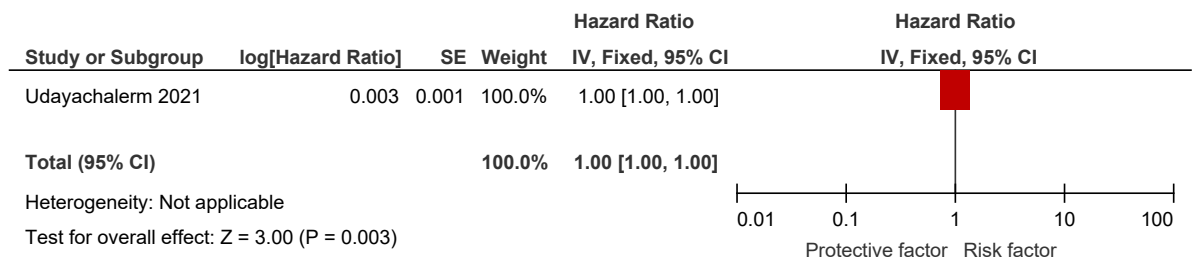 Hazard Ratio Hazard Ratio
Study or Subgroup log[Hazard Ratio] SE Weight IV, Fixed, 95% CI IV, Fixed, 95% CI
Udayachalerm 2021 0.003 0.001 100.0% 1.00 [1.00, 1.00]
Total (95% CI) 100.0% 1.00 [1.00, 1.00]
Heterogeneity: Not applicable
Test for overall effect: Z = 3.00 (P = 0.003)
0.01 0.1 1 10 100
Protective factor Risk factor